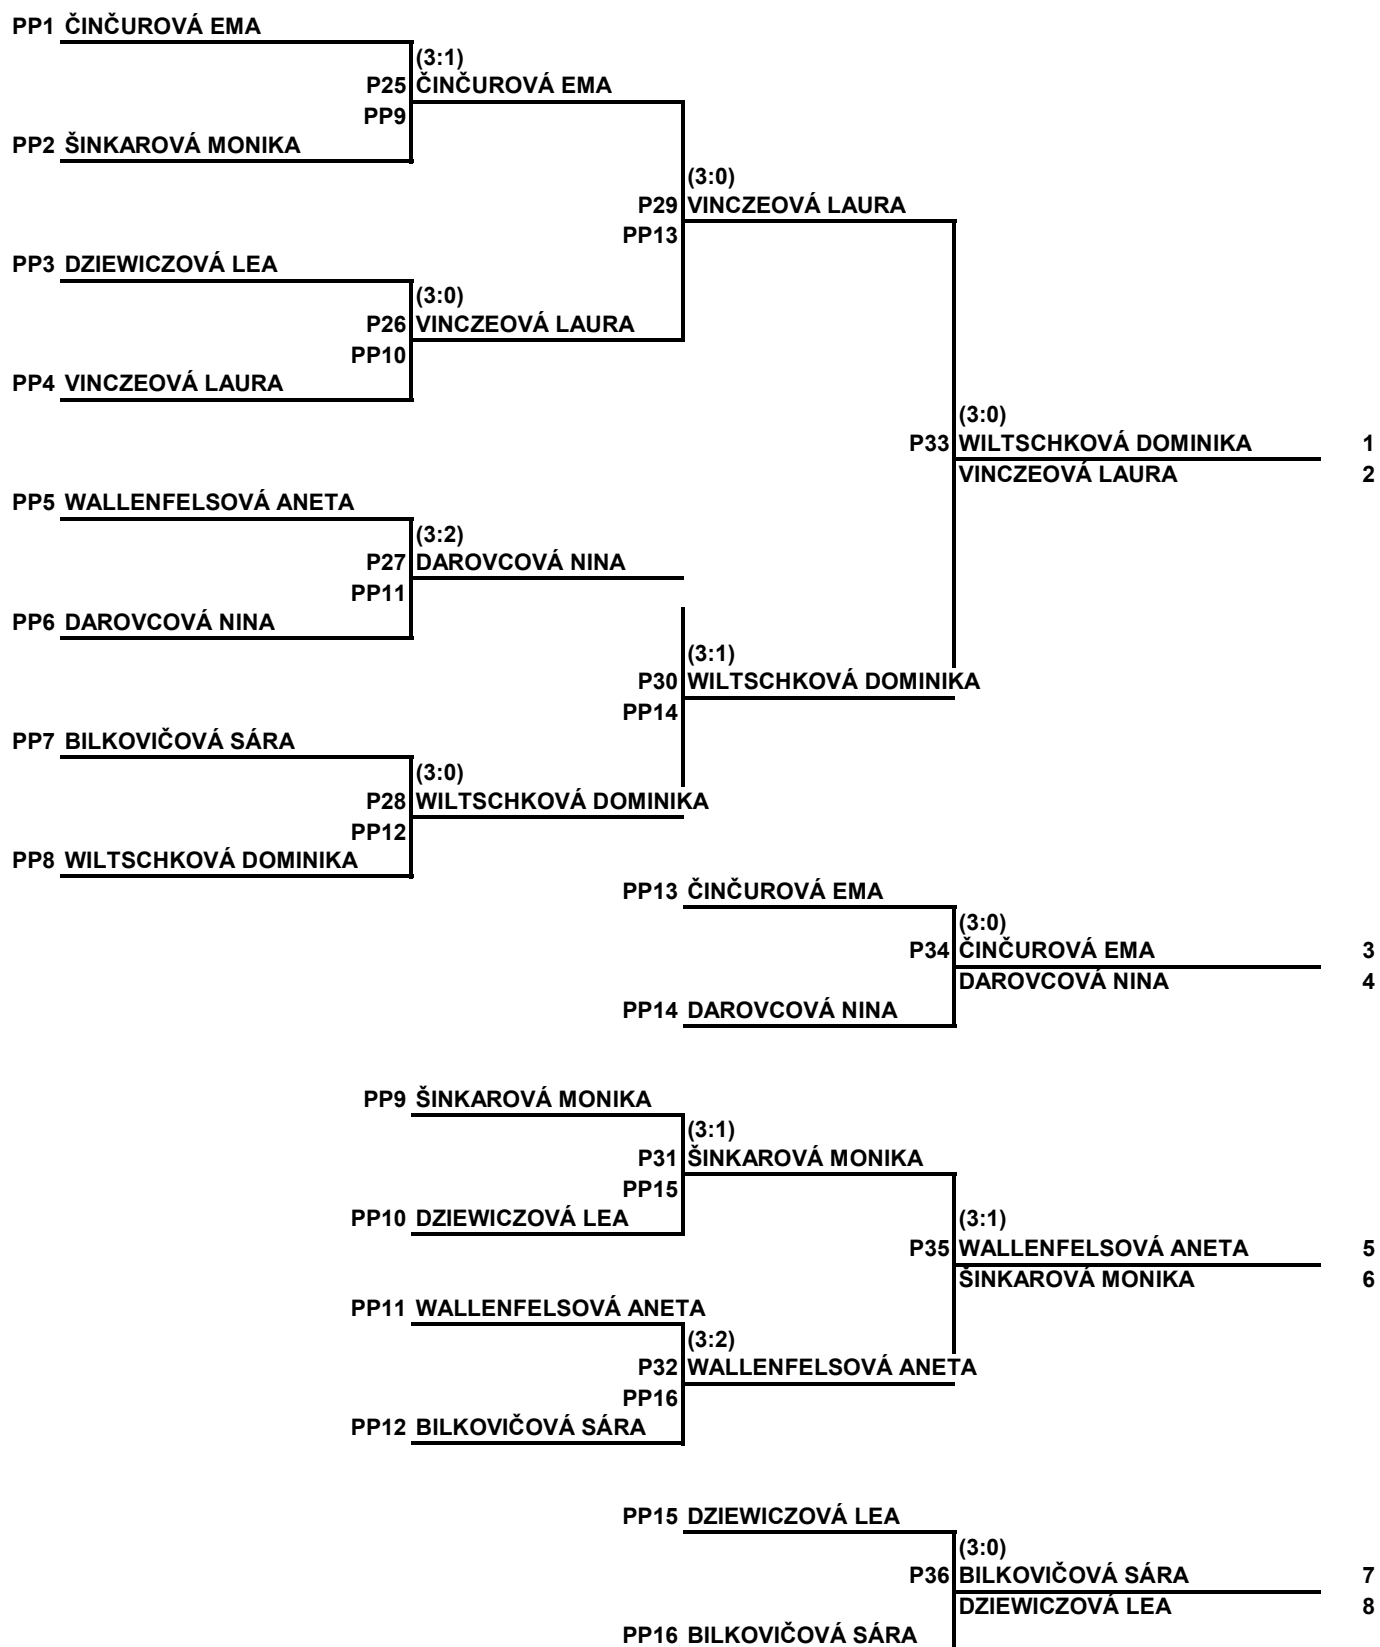 PP1 ČINČUROVÁ EMA
(3:1)
P25 ČINČUROVÁ EMA
PP9
PP2 ŠINKAROVÁ MONIKA
(3:0)
P29 VINCZEOVÁ LAURA
PP13
PP3 DZIEWICZOVÁ LEA
(3:0)
P26 VINCZEOVÁ LAURA
PP10
PP4 VINCZEOVÁ LAURA
(3:0)
P33 WILTSCHKOVÁ DOMINIKA 1
VINCZEOVÁ LAURA 2
PP5 WALLENFELSOVÁ ANETA
(3:2)
P27 DAROVCOVÁ NINA
PP11
PP6 DAROVCOVÁ NINA
(3:1)
P30 WILTSCHKOVÁ DOMINIKA
PP14
PP7 BILKOVIČOVÁ SÁRA
(3:0)
P28 WILTSCHKOVÁ DOMINIKA
PP12
PP8 WILTSCHKOVÁ DOMINIKA
PP13 ČINČUROVÁ EMA
(3:0)
P34 ČINČUROVÁ EMA 3
DAROVCOVÁ NINA 4
PP14 DAROVCOVÁ NINA
PP9 ŠINKAROVÁ MONIKA
(3:1)
P31 ŠINKAROVÁ MONIKA
PP15
PP10 DZIEWICZOVÁ LEA
(3:1)
P35 WALLENFELSOVÁ ANETA 5
ŠINKAROVÁ MONIKA 6
PP11 WALLENFELSOVÁ ANETA
(3:2)
P32 WALLENFELSOVÁ ANETA
PP16
PP12 BILKOVIČOVÁ SÁRA
PP15 DZIEWICZOVÁ LEA
(3:0)
P36 BILKOVIČOVÁ SÁRA 7
DZIEWICZOVÁ LEA 8
PP16 BILKOVIČOVÁ SÁRA